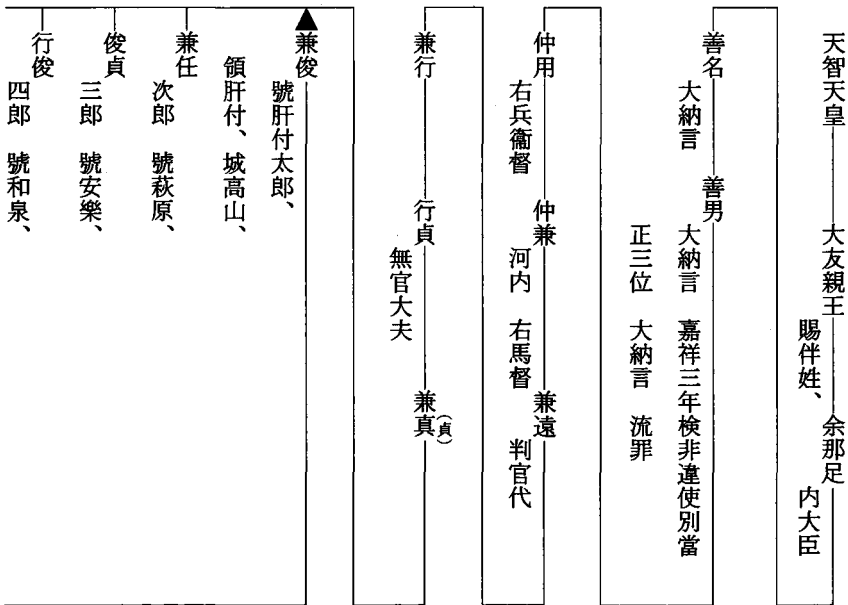 天智天皇
大友親王
賜伴姓、
余那足
内大臣
善名
大納言
善男
大納言　嘉祥三年検非違使別當
正三位　大納言　流罪
仲用
右兵衞督
仲兼
河内　右馬督
兼遠
判官代
兼行
行貞
無官大夫
兼真(貞)
兼俊
號肝付太郎、
領肝付、城高山、
兼任
次郎　號萩原、
俊貞
三郎　號安樂、
行俊
四郎　號和泉、